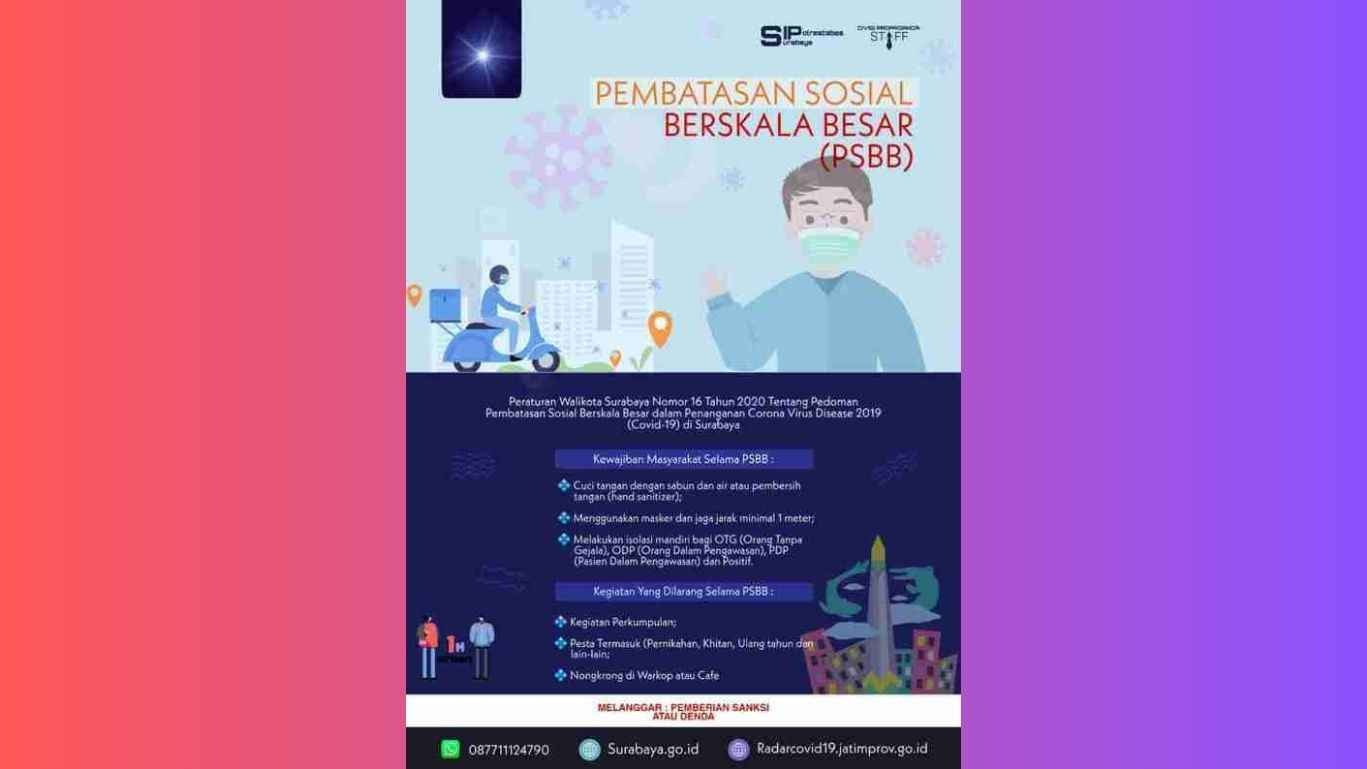 SIPolrestabes
Surabaya
STAFF
PEMBATASAN SOSIAL
BERSKALA BESAR
(PSBB)
Peraturan Walikota Surabaya Nomor 16 Tahun 2020 Tentang Pedoman
Pembatasan Sosial Berskala Besar dalam Penanganan Corona Virus Disease 2019
(Covid-19) di Surabaya
Kewajiban Masyarakat Selama PSBB :
Cuci tangan dengan sabun dan air atau pembersih
tangan (hand sanitizer);
Menggunakan masker dan jaga jarak minimal 1 meter;
Melakukan isolasi mandiri bagi OTG (Orang Tanpa
Gejala), ODP (Orang Dalam Pengawasan), PDP
(Pasien Dalam Pengawasan) dan Positif.
Kegiatan Yang Dilarang Selama PSBB :
Kegiatan Perkumpulan;
Pesta Termasuk (Pernikahan, Khitan, Ulang tahun dan
lain-lain;
1M
Nongkrong di Warkop atau Cafe
MELANGGAR : PEMBERIAN SANKSI
ATAU DENDA
087711124790
Surabaya.go.id
Radarcovid19.jatimprov.go.id